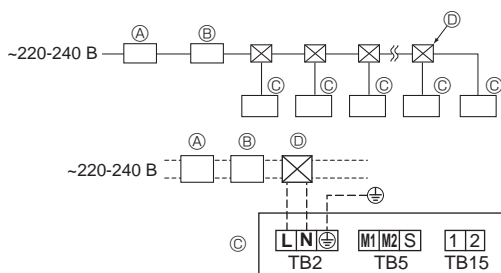 Ⓐ Ⓑ Ⓓ
~220-240 В
Ⓒ Ⓒ Ⓒ Ⓒ Ⓒ
Ⓐ Ⓑ Ⓓ
~220-240 В
Ⓒ
L N M1 M2 S 1 2
TB2 TB5 TB15